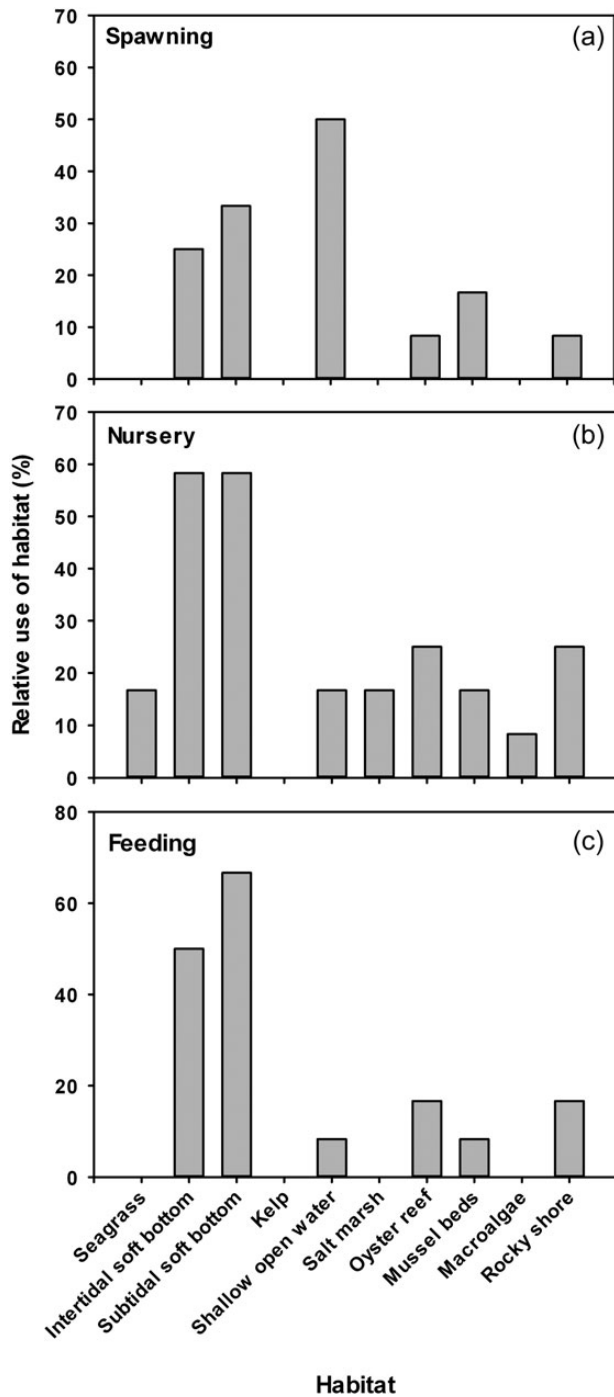 Spawning
(a)
70
60
50
40
30
20
10
0
Nursery
(b)
70
60
50
40
30
20
10
0
Relative use of habitat (%)
Feeding
(c)
80
60
40
20
0
Seagrass
Intertidal soft bottom
Subtidal soft bottom
Kelp
Shallow open water
Salt marsh
Oyster reef
Mussel beds
Macroalgae
Rocky shore
Habitat